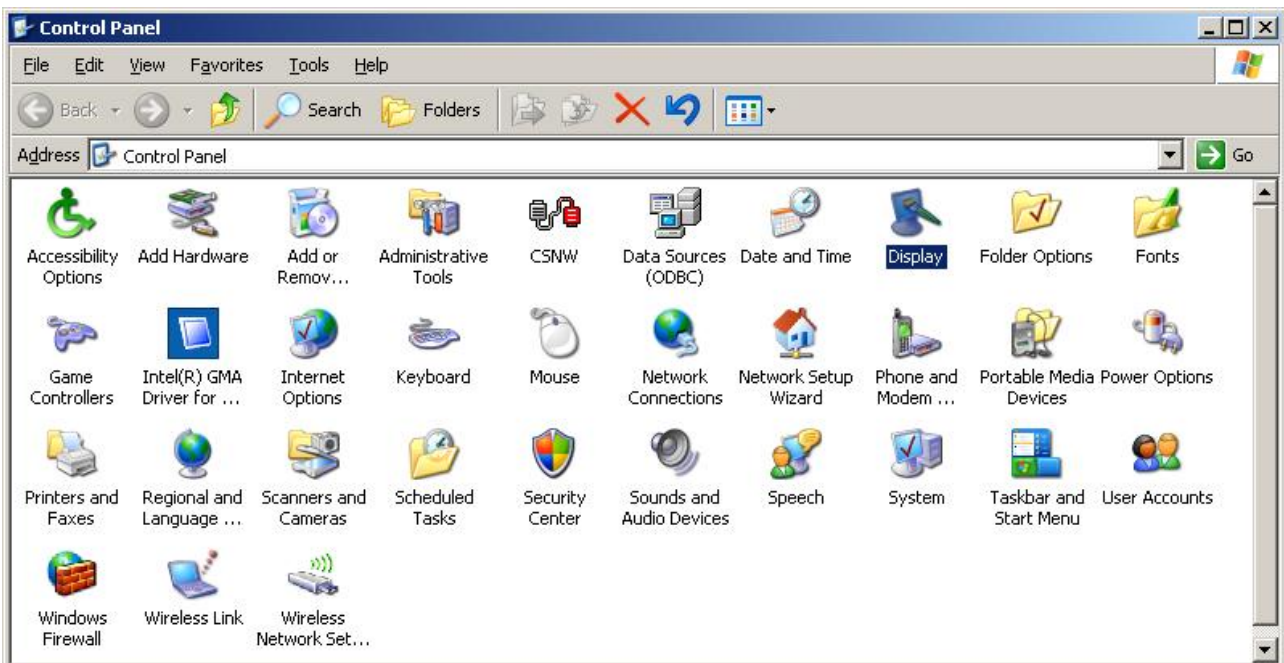 Control Panel
File Edit View Favorites Tools Help
Back Search Folders
Address Control Panel Go
Accessibility Options
Add Hardware
Add or Remov...
Administrative Tools
CSNW
Data Sources (ODBC)
Date and Time
Display
Folder Options
Fonts
Game Controllers
Intel(R) GMA Driver for ...
Internet Options
Keyboard
Mouse
Network Connections
Network Setup Wizard
Phone and Modem ...
Portable Media Devices
Power Options
Printers and Faxes
Regional and Language ...
Scanners and Cameras
Scheduled Tasks
Security Center
Sounds and Audio Devices
Speech
System
Taskbar and Start Menu
User Accounts
Windows Firewall
Wireless Link
Wireless Network Set...